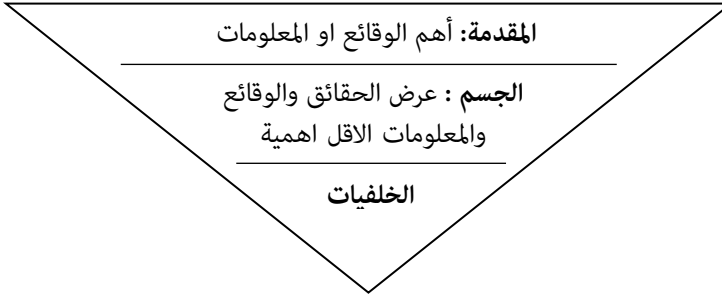 المقدمة: أهم الوقائع او المعلومات
الجسم : عرض الحقائق والوقائع
والمعلومات الاقل اهمية
الخلفيات